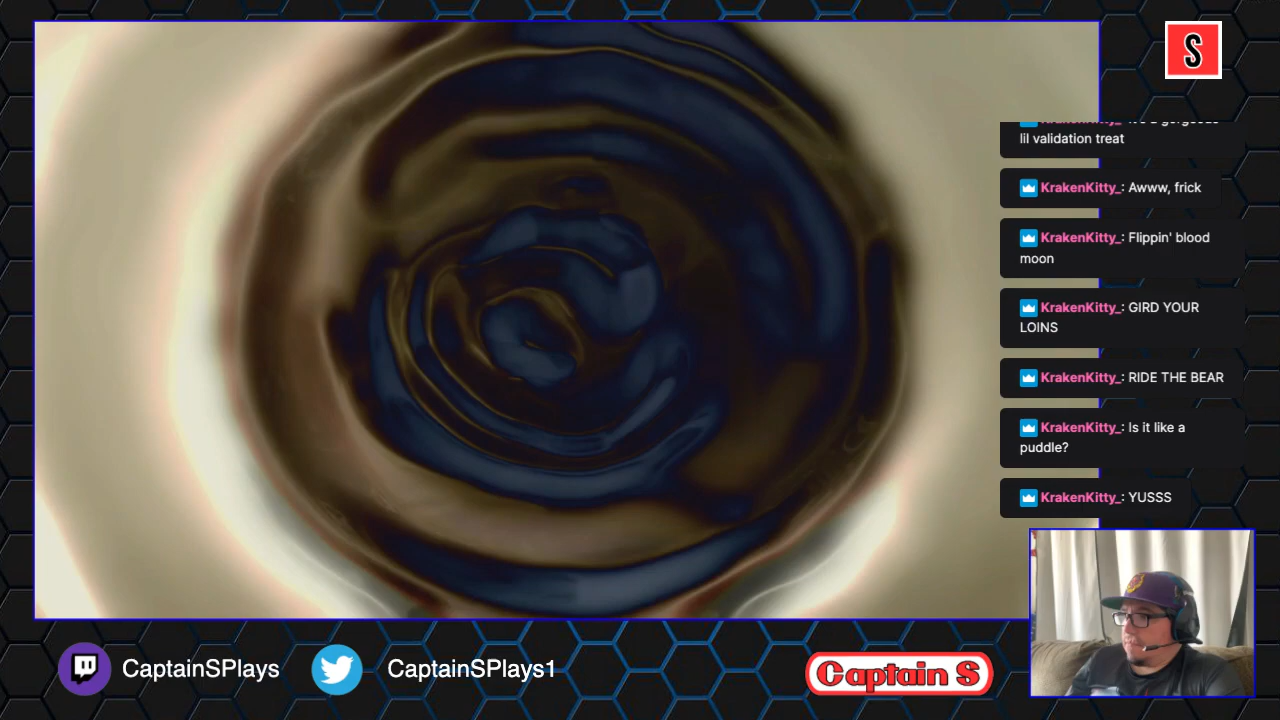 S
lil validation treat
KrakenKitty_: Awww, frick
KrakenKitty_: Flippin' blood
moon
KrakenKitty_: GIRD YOUR
LOINS
KrakenKitty_: RIDE THE BEAR
KrakenKitty_: Is it like a
puddle?
KrakenKitty_: YUSSS
CaptainSPlays
CaptainSPlays1
Captain S